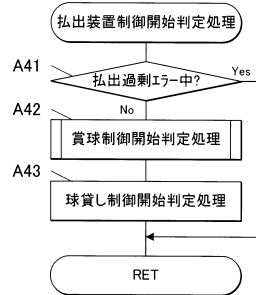 払出装置制御開始判定処理
A41
払出過剰エラー中?
Yes
No
A42
賞球制御開始判定処理
A43
球貸し制御開始判定処理
RET